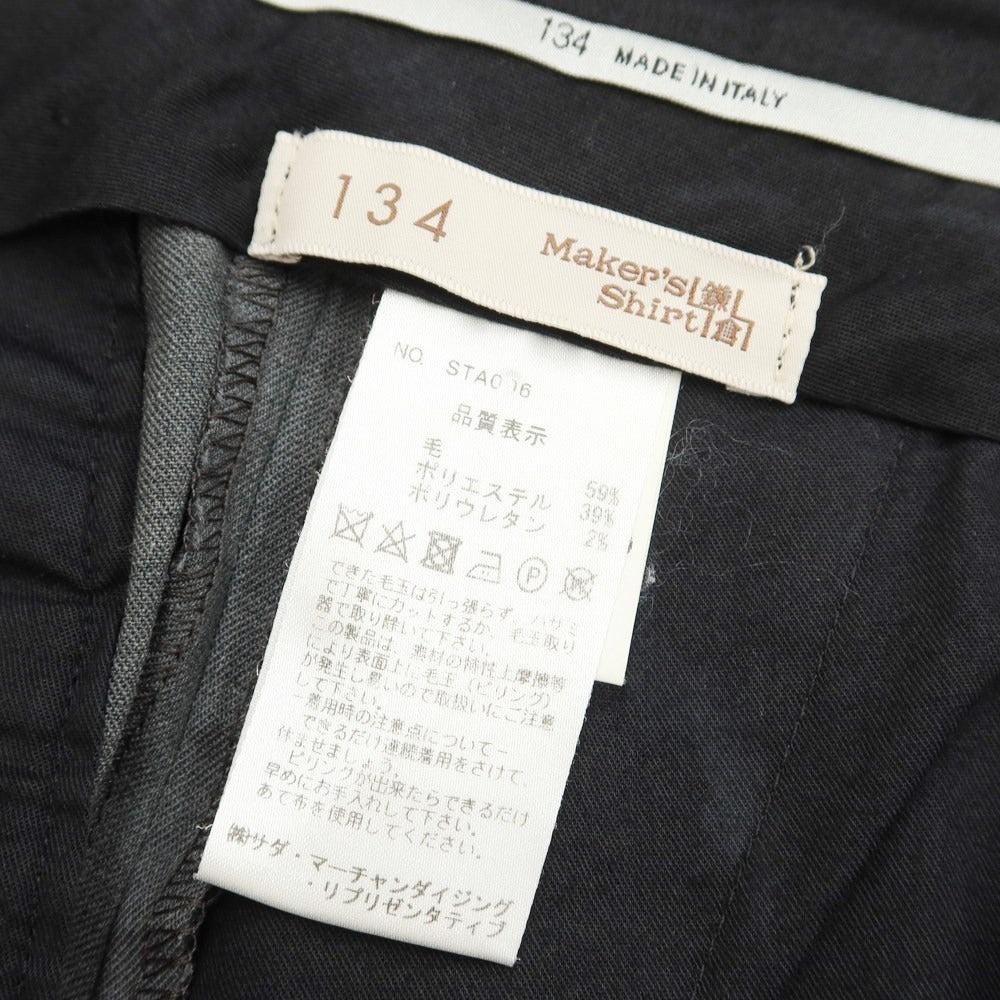 134 MADE IN ITALY
134
Maker's
Shirt
鎌
倉
NO. STA0
品質表示
毛 59%
ポリエステル 39%
ポリウレタン 2%
P
できた毛玉は引っ張らず、ハサミ
で丁寧にカットするか、毛玉取り
器で取り除いて下さい。
この製品は、素材の特性上摩擦等
により表面上に毛玉(ピリング)
が発生し易いので取扱いにご注意
して下さい。
－着用時の注意点について－
できるだけ連続着用をさけて、
休ませましょう。
ピリングが出来たらできるだけ
早めにお手入れして下さい。
あて布を使用してください。
㈱サダ・マーチャンダイジング
・リプリゼンタティブ